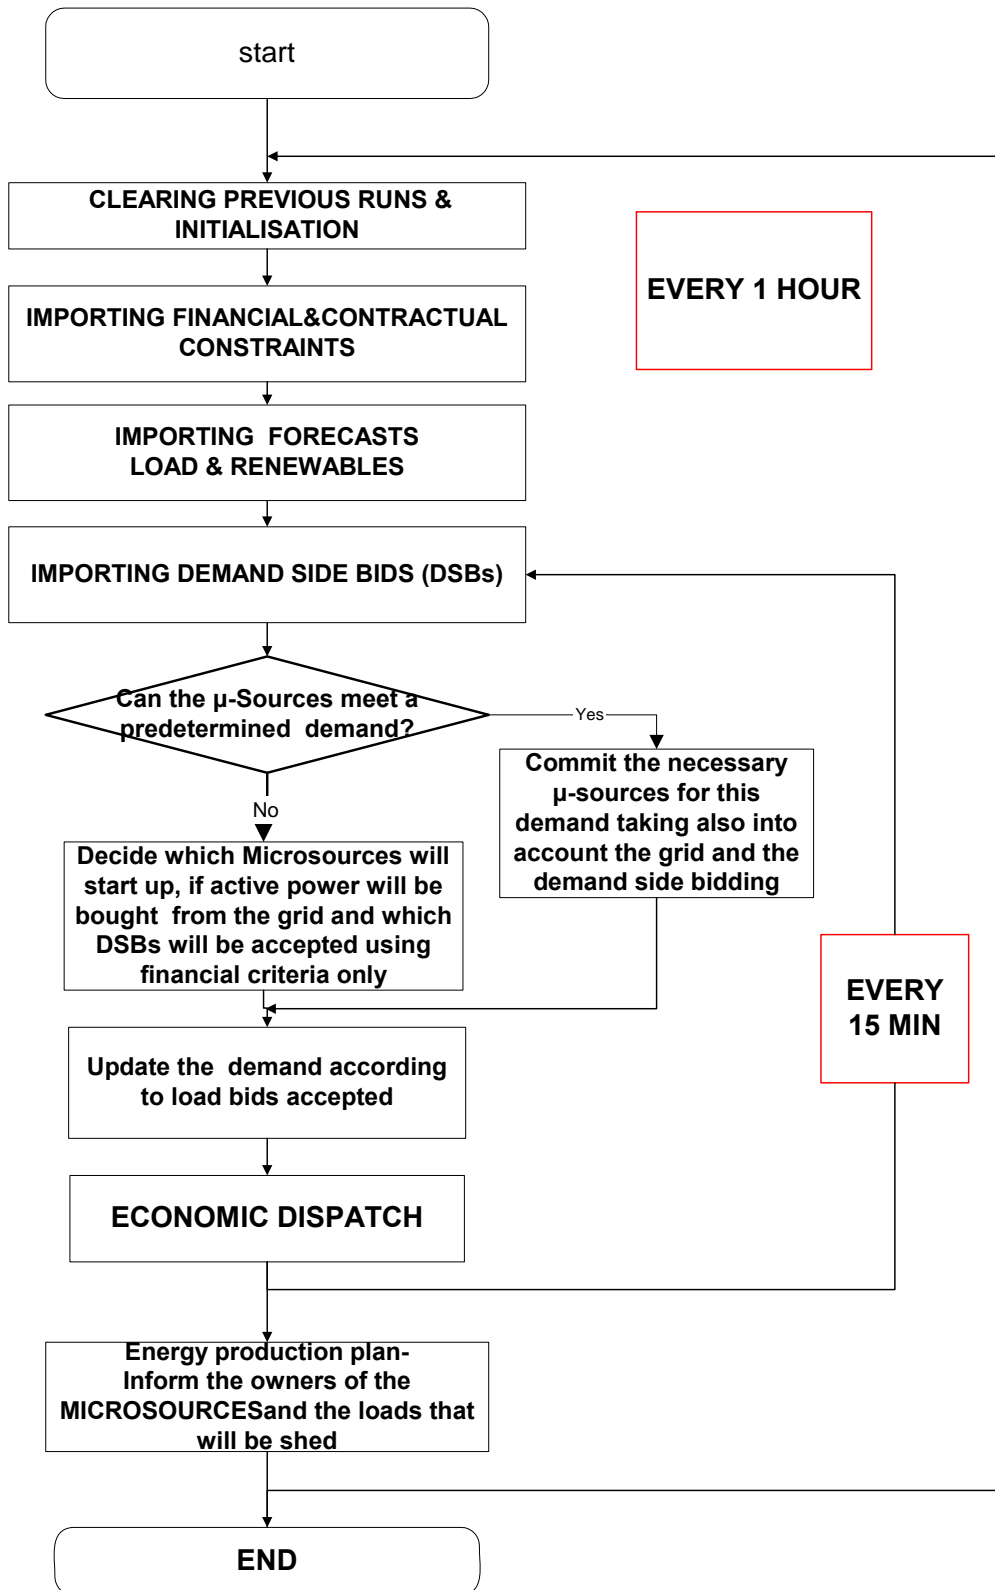 start
CLEARING PREVIOUS RUNS &
INITIALISATION
EVERY 1 HOUR
IMPORTING FINANCIAL&CONTRACTUAL
CONSTRAINTS
IMPORTING FORECASTS
LOAD & RENEWABLES
IMPORTING DEMAND SIDE BIDS (DSBs)
Can the μ-Sources meet a
predetermined demand?
Yes
No
Commit the necessary
μ-sources for this
demand taking also into
account the grid and the
demand side bidding
Decide which Microsources will
start up, if active power will be
bought from the grid and which
DSBs will be accepted using
financial criteria only
EVERY
15 MIN
Update the demand according
to load bids accepted
ECONOMIC DISPATCH
Energy production plan-
Inform the owners of the
MICROSOURCESand the loads that
will be shed
END